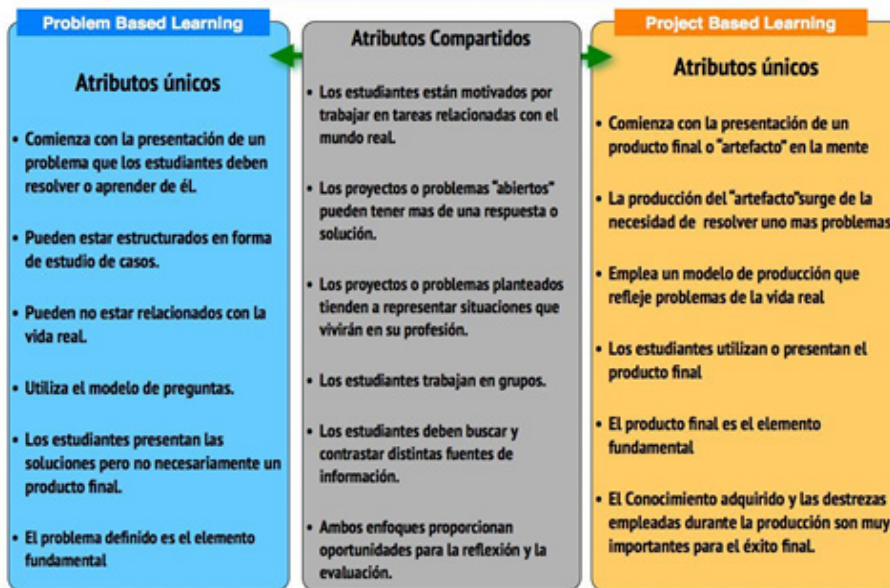 Problem Based Learning
Atributos únicos
• Comienza con la presentación de un
problema que los estudiantes deben
resolver o aprender de él.
• Pueden estar estructurados en forma
de estudio de casos.
• Pueden no estar relacionados con la
vida real.
• Utiliza el modelo de preguntas.
• Los estudiantes presentan las
soluciones pero no necesariamente un
producto final.
• El problema definido es el elemento
fundamental
Atributos Compartidos
• Los estudiantes están motivados por
trabajar en tareas relacionadas con el
mundo real.
• Los proyectos o problemas "abiertos"
pueden tener mas de una respuesta o
solución.
• Los proyectos o problemas planteados
tienden a representar situaciones que
vivirán en su profesión.
• Los estudiantes trabajan en grupos.
• Los estudiantes deben buscar y
contrastar distintas fuentes de
información.
• Ambos enfoques proporcionan
oportunidades para la reflexión y la
evaluación.
Project Based Learning
Atributos únicos
• Comienza con la presentación de un
producto final o "artefacto" en la mente
• La producción del "artefacto"surge de la
necesidad de resolver uno mas problemas
• Emplea un modelo de producción que
refleje problemas de la vida real
• Los estudiantes utilizan o presentan el
producto final
• El producto final es el elemento
fundamental
• El Conocimiento adquirido y las destrezas
empleadas durante la producción son muy
importantes para el éxito final.